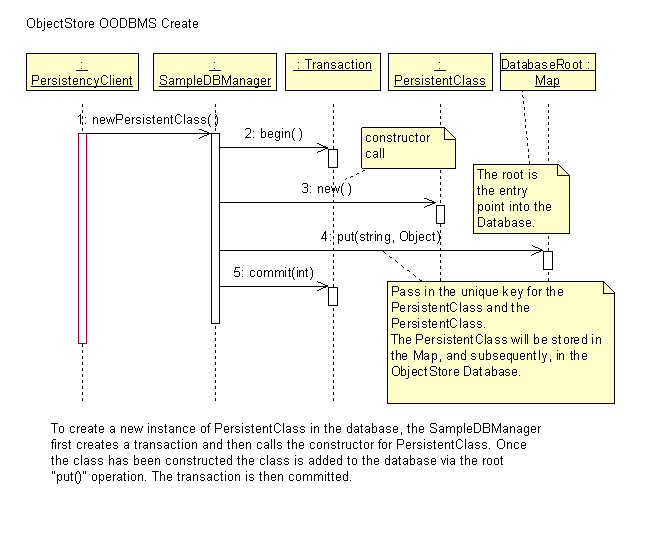 ObjectStore OODBMS Create
:
PersistencyClient
:
SampleDBManager
: Transaction
:
PersistentClass
DatabaseRoot :
Map
1: newPersistentClass( )
2: begin( )
constructor
call
The root is
the entry
point into the
Database.
3: new( )
4: put(string, Object)
5: commit(int)
Pass in the unique key for the
PersistentClass and the
PersistentClass.
The PersistentClass will be stored in
the Map, and subsequently, in the
ObjectStore Database.
To create a new instance of PersistentClass in the database, the SampleDBManager
first creates a transaction and then calls the constructor for PersistentClass. Once
the class has been constructed the class is added to the database via the root
"put()" operation. The transaction is then committed.